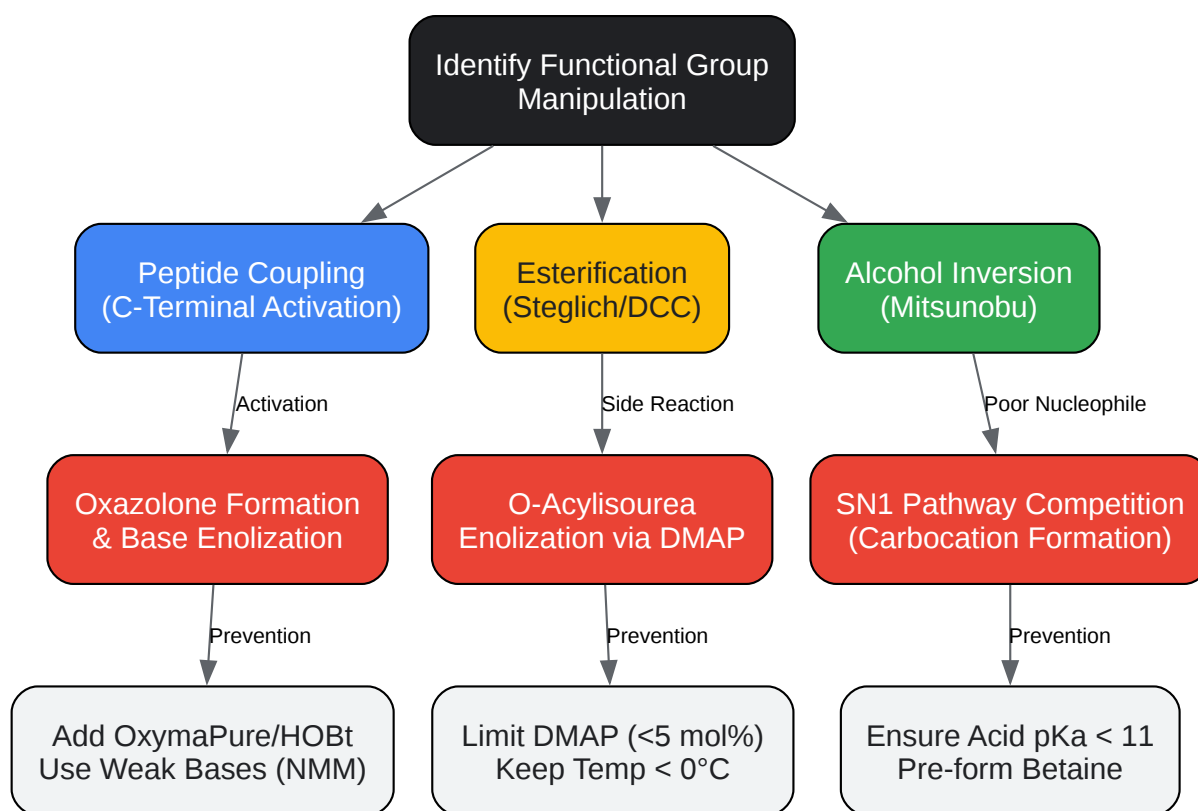 Identify Functional Group
Manipulation
Peptide Coupling
(C-Terminal Activation)
Esterification
(Steglich/DCC)
Alcohol Inversion
(Mitsunobu)
Activation
Side Reaction
Poor Nucleophile
Oxazolone Formation
& Base Enolization
O-Acylisourea
Enolization via DMAP
SN1 Pathway Competition
(Carbocation Formation)
Prevention
Prevention
Prevention
Add OxymaPure/HOBt
Use Weak Bases (NMM)
Limit DMAP (<5 mol%)
Keep Temp < 0°C
Ensure Acid pKa < 11
Pre-form Betaine